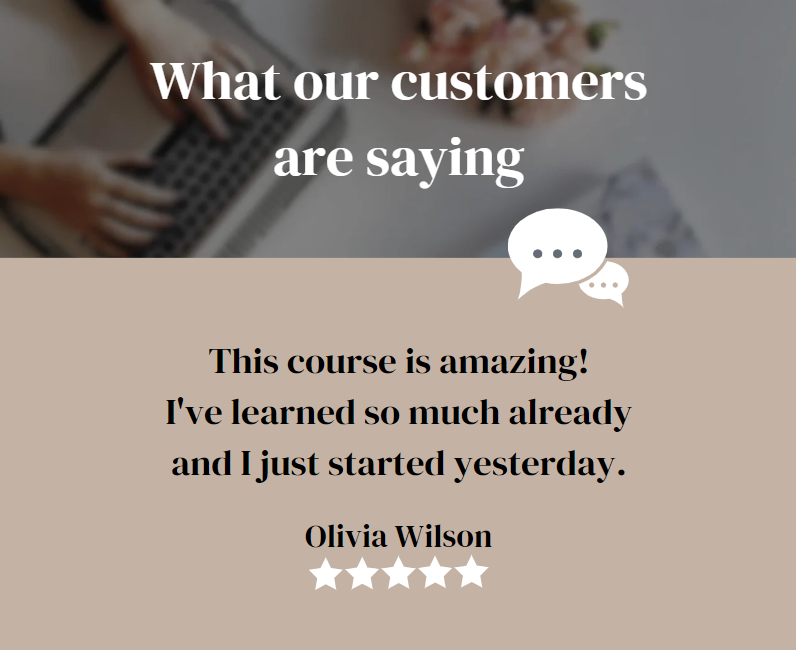 What our customers
are saying
This course is amazing!
I've learned so much already
and I just started yesterday.
Olivia Wilson